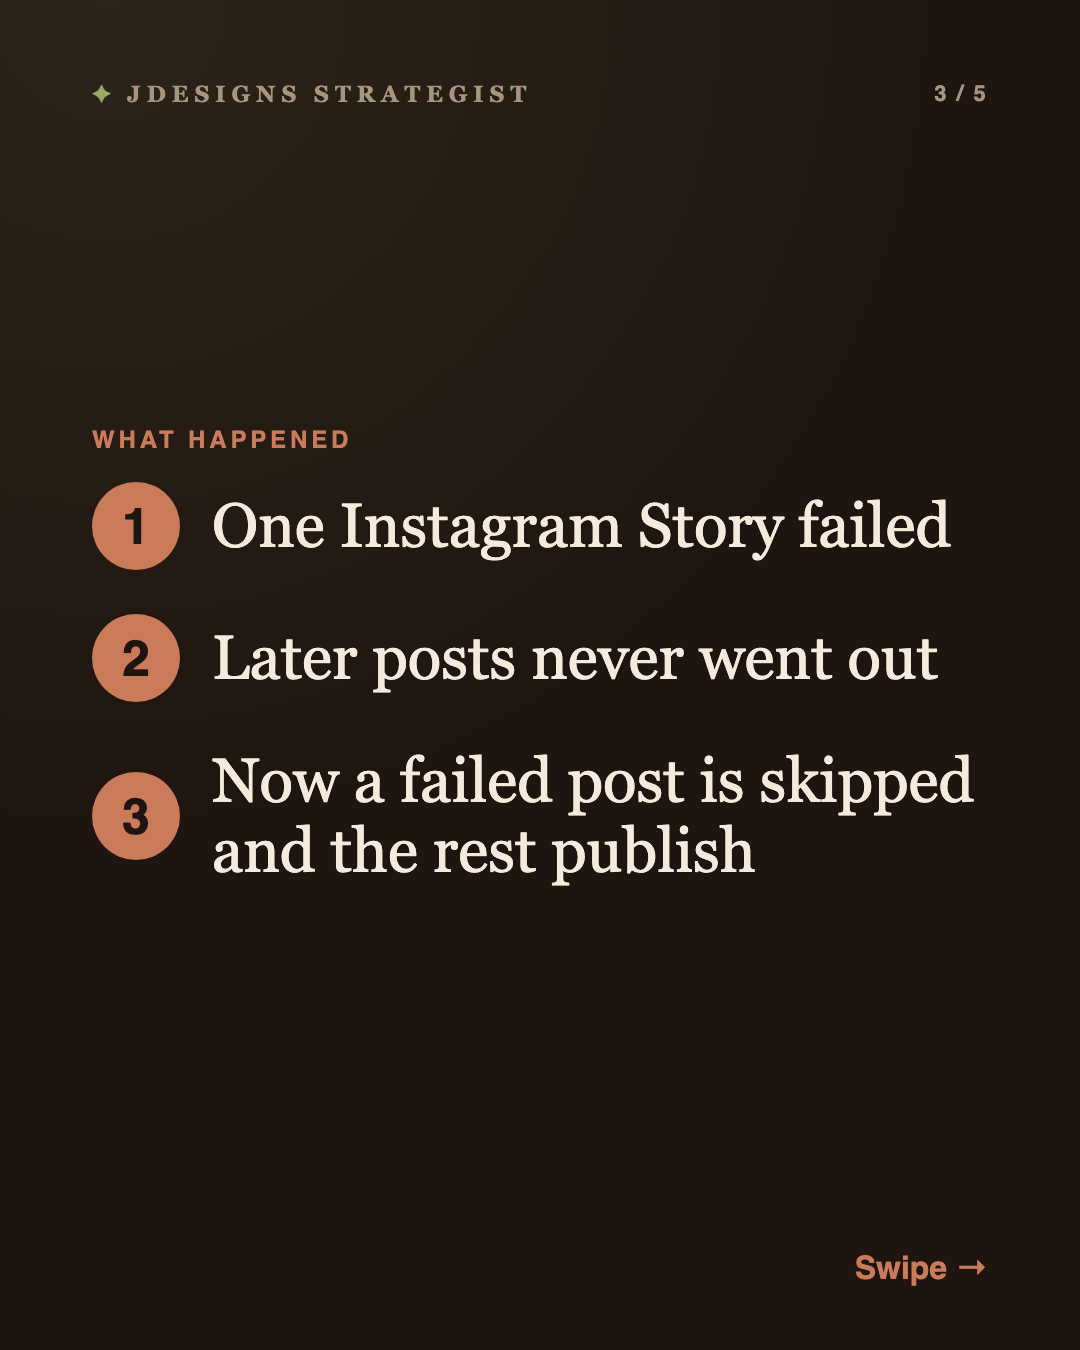 ✦ JDESIGNS STRATEGIST
3 / 5
WHAT HAPPENED
1 One Instagram Story failed
2 Later posts never went out
3 Now a failed post is skipped
and the rest publish
Swipe →